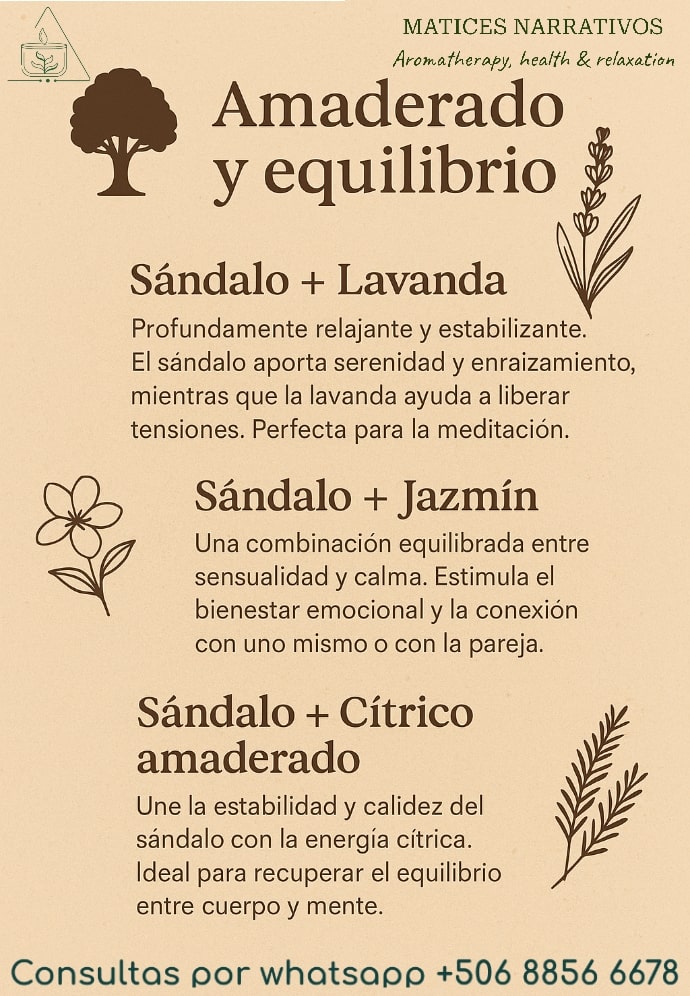 MATICES NARRATIVOS
Aromatherapy, health & relaxation
Amaderado
y equilibrio
Sándalo + Lavanda
Profundamente relajante y estabilizante.
El sándalo aporta serenidad y enraizamiento,
mientras que la lavanda ayuda a liberar
tensiones. Perfecta para la meditación.
Sándalo + Jazmín
Una combinación equilibrada entre
sensualidad y calma. Estimula el
bienestar emocional y la conexión
con uno mismo o con la pareja.
Sándalo + Cítrico
amaderado
Une la estabilidad y calidez del
sándalo con la energía cítrica.
Ideal para recuperar el equilibrio
entre cuerpo y mente.
Consultas por whatsapp +506 8856 6678